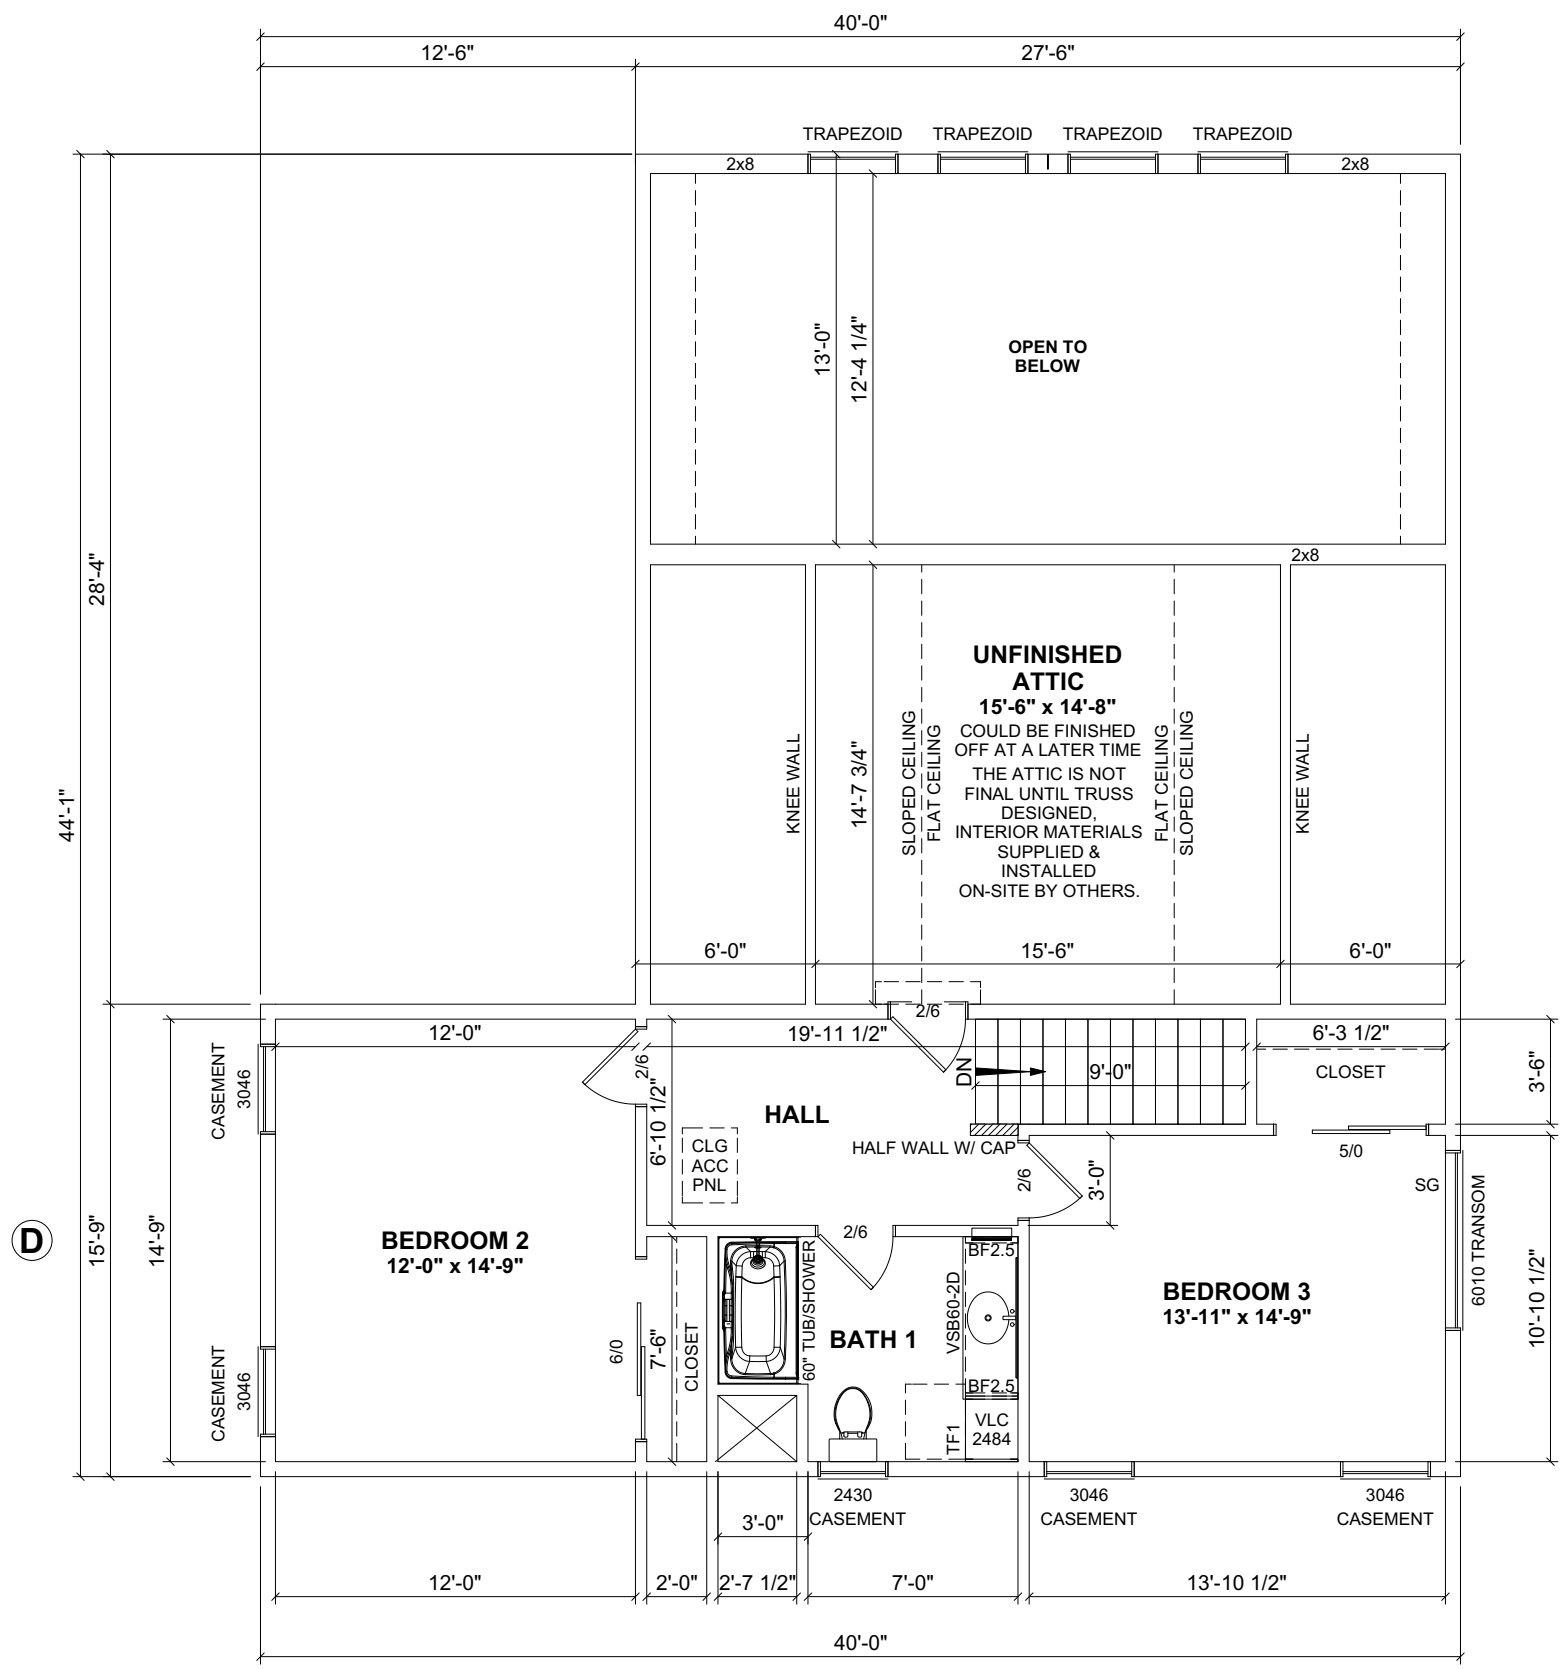 40'-0"
12'-6"
27'-6"
TRAPEZOID
TRAPEZOID
TRAPEZOID
TRAPEZOID
2x8
2x8
13'-0"
12'-4 1/4"
OPEN TO
BELOW
28'-4"
44'-1"
2x8
UNFINISHED
ATTIC
15'-6" x 14'-8"
COULD BE FINISHED
OFF AT A LATER TIME
THE ATTIC IS NOT
FINAL UNTIL TRUSS
DESIGNED,
INTERIOR MATERIALS
SUPPLIED &
INSTALLED
ON-SITE BY OTHERS.
KNEE WALL
14'-7 3/4"
SLOPED CEILING
FLAT CEILING
FLAT CEILING
SLOPED CEILING
KNEE WALL
6'-0"
15'-6"
6'-0"
2/6
12'-0"
19'-11 1/2"
6'-3 1/2"
CASEMENT
3046
2/6
DN
9'-0"
CLOSET
3'-6"
HALL
6'-10 1/2"
CLG
ACC
PNL
HALF WALL W/ CAP
2/6
3'-0"
5/0
SG
6010 TRANSOM
D
15'-9"
14'-9"
BEDROOM 2
12'-0" x 14'-9"
2/6
BF2.5
60" TUB/SHOWER
VSB60-2D
BATH 1
BEDROOM 3
13'-11" x 14'-9"
10'-10 1/2"
CASEMENT
3046
6/0
7'-6"
CLOSET
BF2.5
TF1
VLC
2484
2430
CASEMENT
3046
CASEMENT
3046
CASEMENT
3'-0"
12'-0"
2'-0"
2'-7 1/2"
7'-0"
13'-10 1/2"
40'-0"